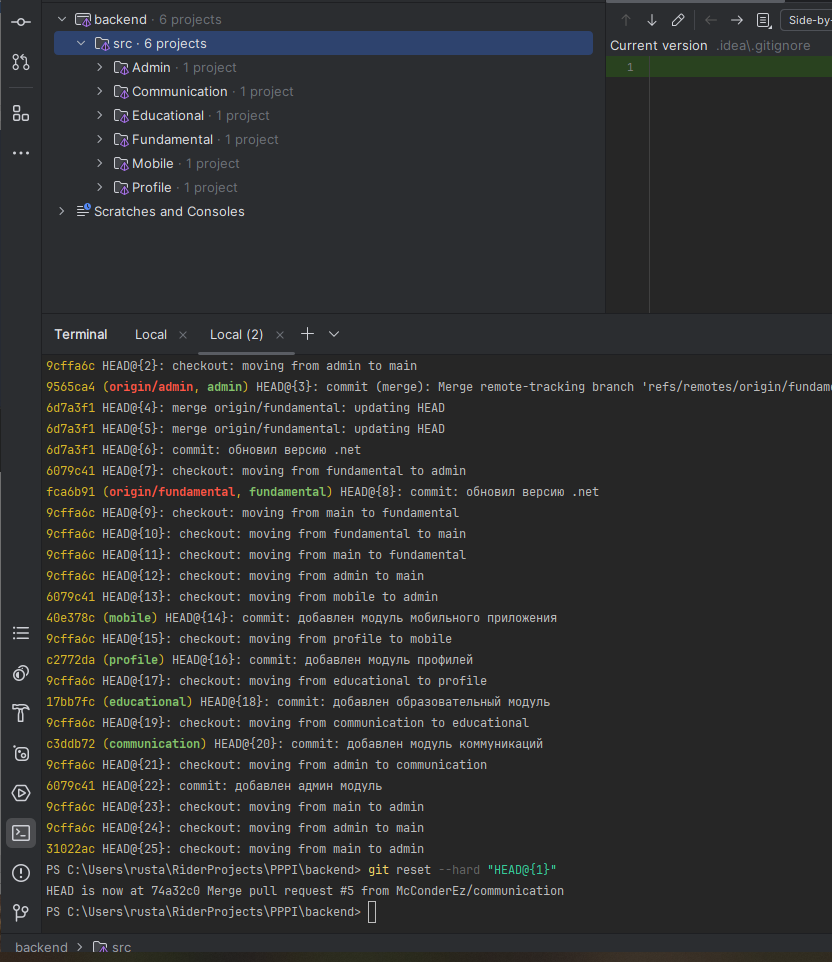 backend · 6 projects
src · 6 projects
Admin · 1 project
Communication · 1 project
Educational · 1 project
Fundamental · 1 project
Mobile · 1 project
Profile · 1 project
Scratches and Consoles
Side-by-
Current version .idea\.gitignore
1
Terminal Local Local (2)
9cffa6c HEAD@{2}: checkout: moving from admin to main
9565ca4 (origin/admin, admin) HEAD@{3}: commit (merge): Merge remote-tracking branch 'refs/remotes/origin/fundame
6d7a3f1 HEAD@{4}: merge origin/fundamental: updating HEAD
6d7a3f1 HEAD@{5}: merge origin/fundamental: updating HEAD
6d7a3f1 HEAD@{6}: commit: обновил версию .net
6079c41 HEAD@{7}: checkout: moving from fundamental to admin
fca6b91 (origin/fundamental, fundamental) HEAD@{8}: commit: обновил версию .net
9cffa6c HEAD@{9}: checkout: moving from main to fundamental
9cffa6c HEAD@{10}: checkout: moving from fundamental to main
9cffa6c HEAD@{11}: checkout: moving from main to fundamental
9cffa6c HEAD@{12}: checkout: moving from admin to main
6079c41 HEAD@{13}: checkout: moving from mobile to admin
40e378c (mobile) HEAD@{14}: commit: добавлен модуль мобильного приложения
9cffa6c HEAD@{15}: checkout: moving from profile to mobile
c2772da (profile) HEAD@{16}: commit: добавлен модуль профилей
9cffa6c HEAD@{17}: checkout: moving from educational to profile
17bb7fc (educational) HEAD@{18}: commit: добавлен образовательный модуль
9cffa6c HEAD@{19}: checkout: moving from communication to educational
c3ddb72 (communication) HEAD@{20}: commit: добавлен модуль коммуникаций
9cffa6c HEAD@{21}: checkout: moving from admin to communication
6079c41 HEAD@{22}: commit: добавлен админ модуль
9cffa6c HEAD@{23}: checkout: moving from main to admin
9cffa6c HEAD@{24}: checkout: moving from admin to main
31022ac HEAD@{25}: checkout: moving from main to admin
PS C:\Users\rusta\RiderProjects\PPPI\backend> git reset --hard "HEAD@{1}"
HEAD is now at 74a32c0 Merge pull request #5 from McConderEz/communication
PS C:\Users\rusta\RiderProjects\PPPI\backend>
backend > src